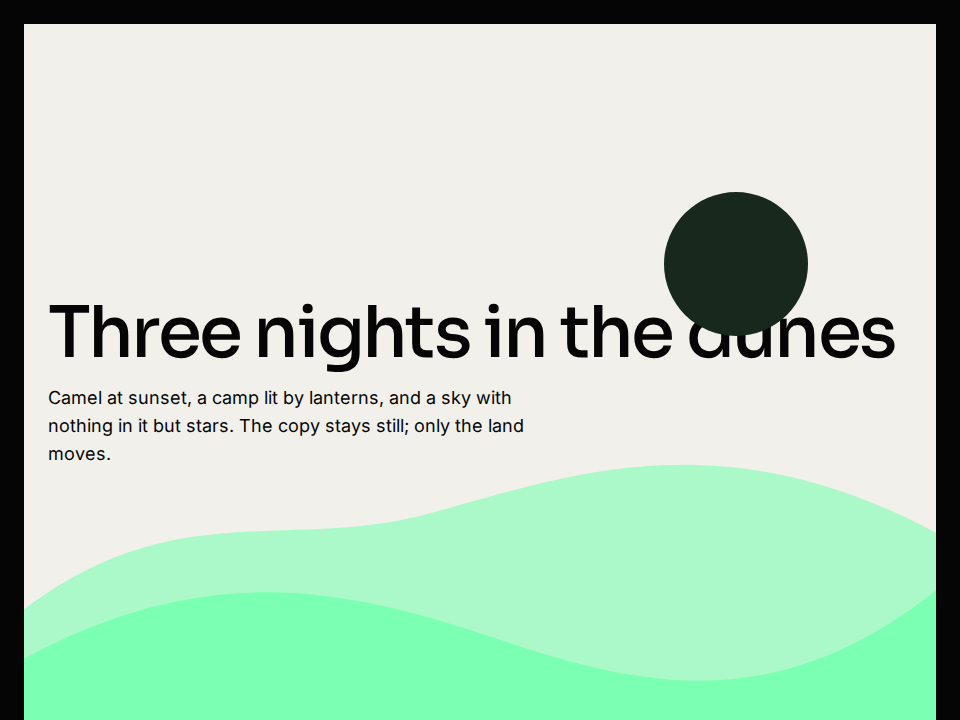 Three nights in the dunes
Camel at sunset, a camp lit by lanterns, and a sky with
nothing in it but stars. The copy stays still; only the land
moves.